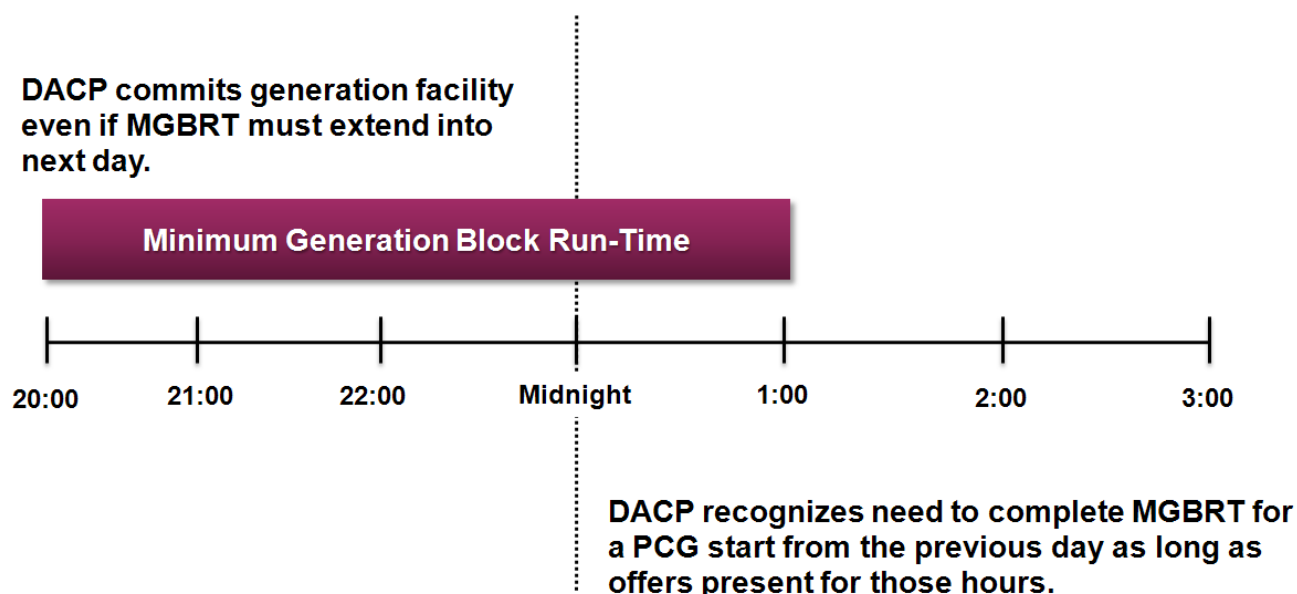 DACP commits generation facility
even if MGBRT must extend into
next day.
Minimum Generation Block Run-Time
20:00 21:00 22:00 Midnight 1:00 2:00 3:00
DACP recognizes need to complete MGBRT for
a PCG start from the previous day as long as
offers present for those hours.